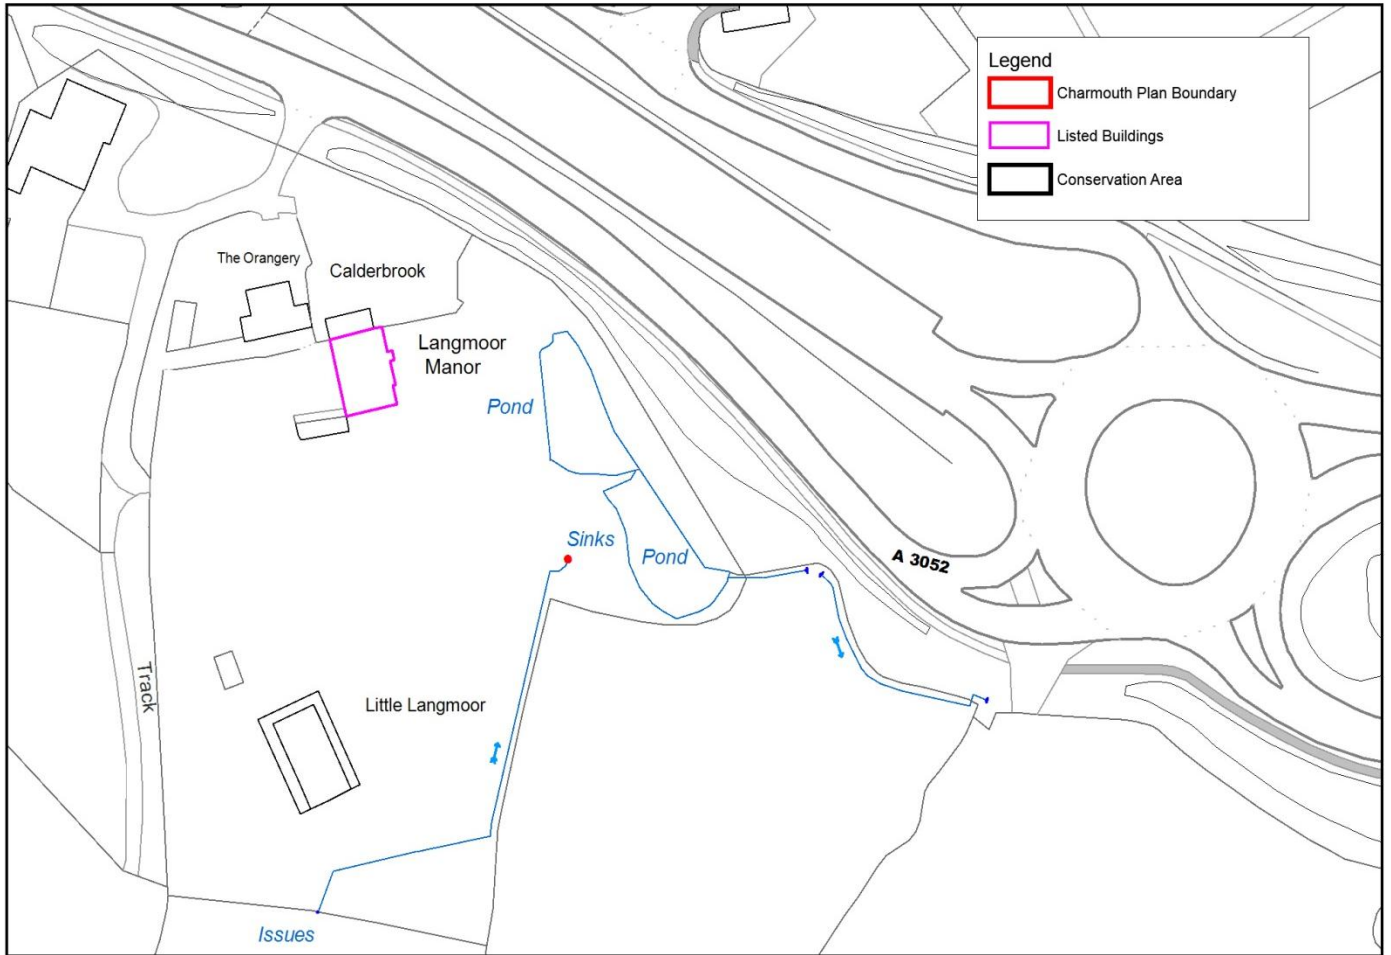 Legend
Charmouth Plan Boundary
Listed Buildings
Conservation Area
The Orangery
Calderbrook
Langmoor
Manor
Pond
Sinks
Pond
A 3052
Track
Little Langmoor
Issues